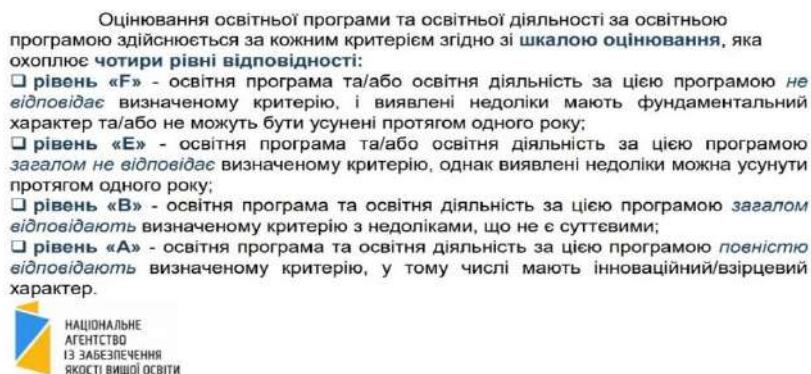 Оцінювання освітньої програми та освітньої діяльності за освітньою
програмою здійснюється за кожним критерієм згідно зі шкалою оцінювання, яка
охоплює чотири рівні відповідності:
❑ рівень «F» - освітня програма та/або освітня діяльність за цією програмою не
відповідає визначеному критерію, і виявлені недоліки мають фундаментальний
характер та/або не можуть бути усунені протягом одного року;
❑ рівень «E» - освітня програма та/або освітня діяльність за цією програмою
загалом не відповідає визначеному критерію, однак виявлені недоліки можна усунути
протягом одного року;
❑ рівень «B» - освітня програма та освітня діяльність за цією програмою загалом
відповідають визначеному критерію з недоліками, що не є суттєвими;
❑ рівень «A» - освітня програма та освітня діяльність за цією програмою повністю
відповідають визначеному критерію, у тому числі мають інноваційний/взірцевий
характер.
НАЦІОНАЛЬНЕ
АГЕНТСТВО
ІЗ ЗАБЕЗПЕЧЕННЯ
ЯКОСТІ ВИЩОЇ ОСВІТИ